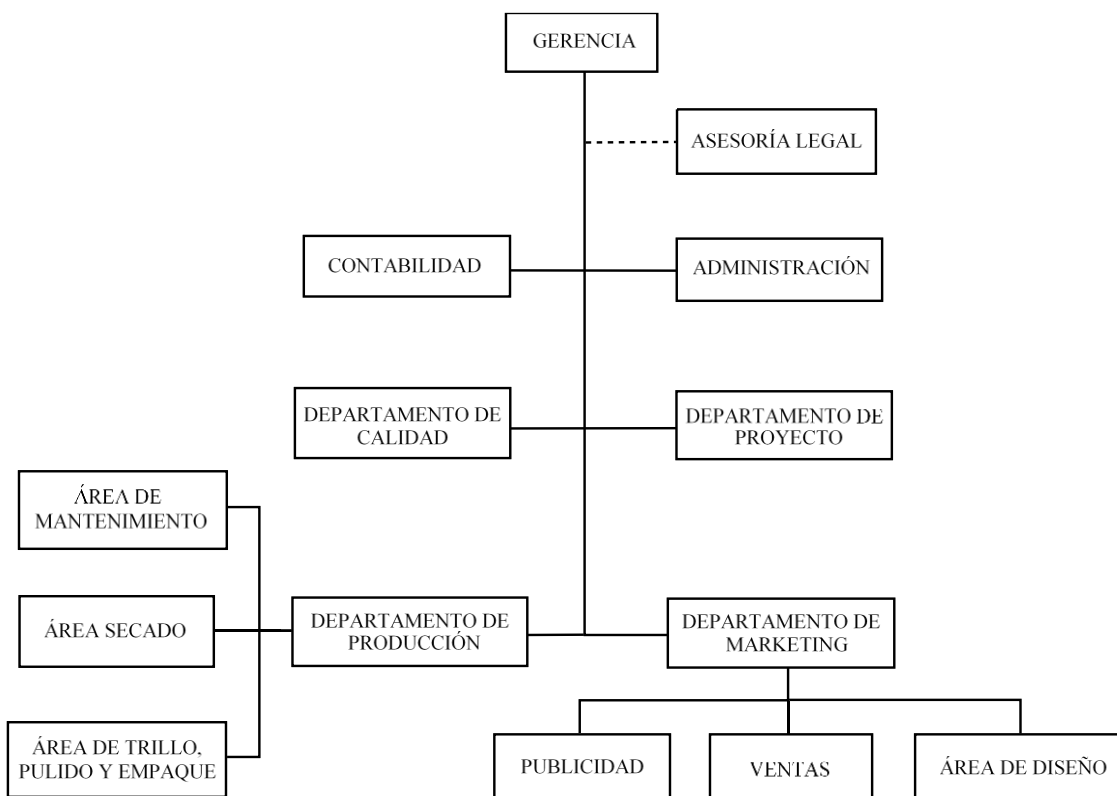 GERENCIA
ASESORÍA LEGAL
CONTABILIDAD
ADMINISTRACIÓN
DEPARTAMENTO DE
CALIDAD
DEPARTAMENTO DE
PROYECTO
ÁREA DE
MANTENIMIENTO
ÁREA SECADO
DEPARTAMENTO DE
PRODUCCIÓN
DEPARTAMENTO DE
MARKETING
ÁREA DE TRILLO,
PULIDO Y EMPAQUE
PUBLICIDAD
VENTAS
ÁREA DE DISEÑO